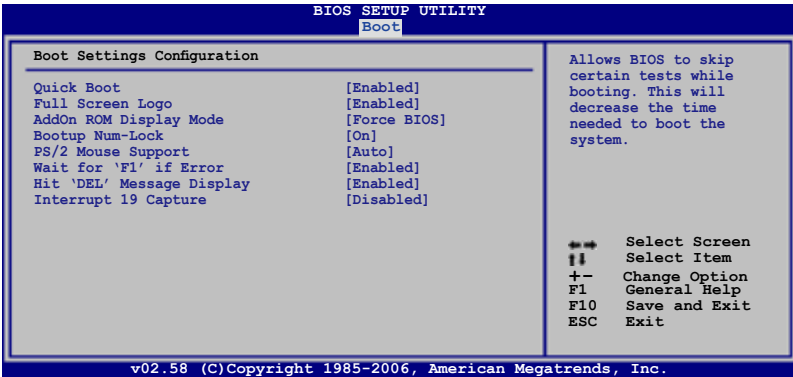 BIOS SETUP UTILITY
Boot
Boot Settings Configuration
Quick Boot [Enabled]
Full Screen Logo [Enabled]
AddOn ROM Display Mode [Force BIOS]
Bootup Num-Lock [On]
PS/2 Mouse Support [Auto]
Wait for ‘F1’ if Error [Enabled]
Hit ‘DEL’ Message Display [Enabled]
Interrupt 19 Capture [Disabled]
Allows BIOS to skip
certain tests while
booting. This will
decrease the time
needed to boot the
system.
←→ Select Screen
↑↓ Select Item
+- Change Option
F1 General Help
F10 Save and Exit
ESC Exit
v02.58 (C)Copyright 1985-2006, American Megatrends, Inc.